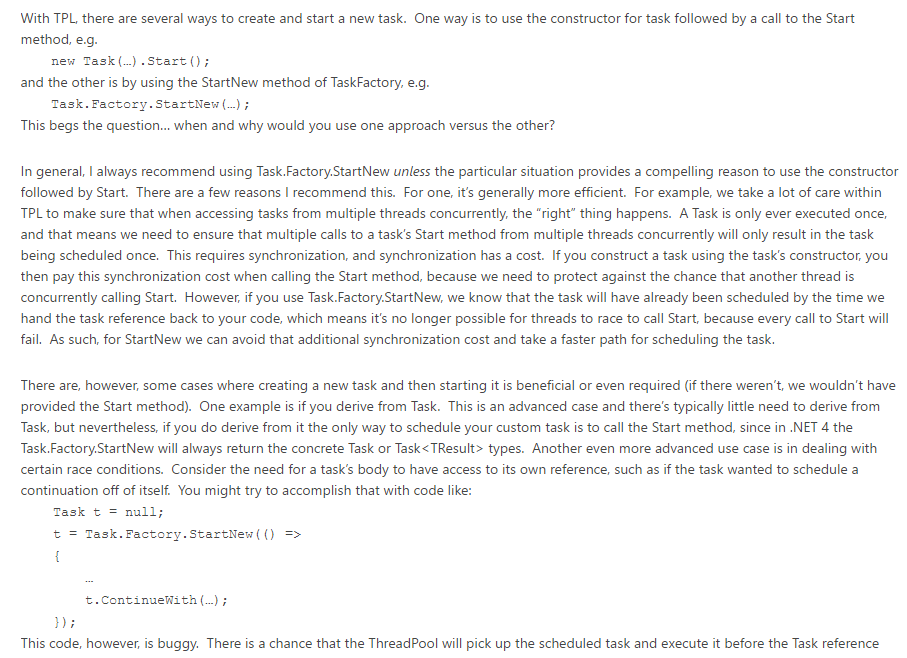 With TPL, there are several ways to create and start a new task.  One way is to use the constructor for task followed by a call to the Start
method, e.g.
new Task(…).Start();
and the other is by using the StartNew method of TaskFactory, e.g.
Task.Factory.StartNew(…);
This begs the question… when and why would you use one approach versus the other?
In general, I always recommend using Task.Factory.StartNew unless the particular situation provides a compelling reason to use the constructor
followed by Start.  There are a few reasons I recommend this.  For one, it's generally more efficient.  For example, we take a lot of care within
TPL to make sure that when accessing tasks from multiple threads concurrently, the "right" thing happens.  A Task is only ever executed once,
and that means we need to ensure that multiple calls to a task's Start method from multiple threads concurrently will only result in the task
being scheduled once.  This requires synchronization, and synchronization has a cost.  If you construct a task using the task's constructor, you
then pay this synchronization cost when calling the Start method, because we need to protect against the chance that another thread is
concurrently calling Start.  However, if you use Task.Factory.StartNew, we know that the task will have already been scheduled by the time we
hand the task reference back to your code, which means it's no longer possible for threads to race to call Start, because every call to Start will
fail.  As such, for StartNew we can avoid that additional synchronization cost and take a faster path for scheduling the task.
There are, however, some cases where creating a new task and then starting it is beneficial or even required (if there weren't, we wouldn't have
provided the Start method).  One example is if you derive from Task.  This is an advanced case and there's typically little need to derive from
Task, but nevertheless, if you do derive from it the only way to schedule your custom task is to call the Start method, since in .NET 4 the
Task.Factory.StartNew will always return the concrete Task or Task<TResult> types.  Another even more advanced use case is in dealing with
certain race conditions.  Consider the need for a task's body to have access to its own reference, such as if the task wanted to schedule a
continuation off of itself.  You might try to accomplish that with code like:
Task t = null;
t = Task.Factory.StartNew(() =>
{
…
t.ContinueWith(…);
});
This code, however, is buggy.  There is a chance that the ThreadPool will pick up the scheduled task and execute it before the Task reference